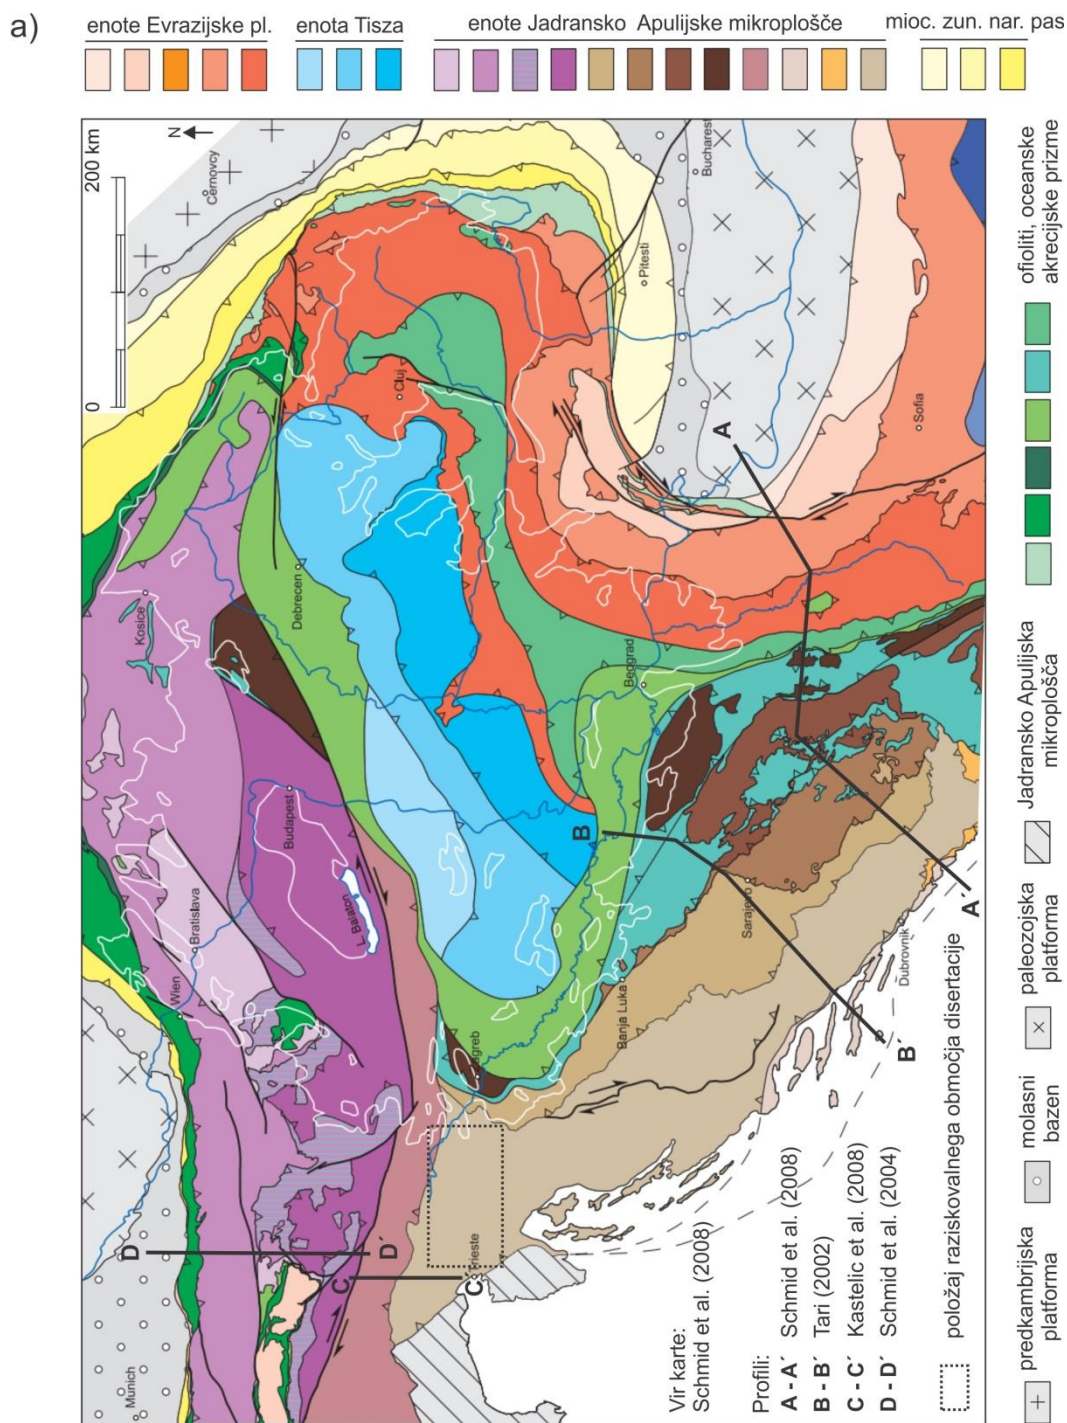 a)
enote Evrazijske pl.
enota Tisza
enote Jadransko Apulijske mikroplošče
mioc. zun. nar. pas
0
200 km
N
Černovcy
Bucharest
Pitesti
Cluj
Sofia
Kosice
Debrecen
Beograd
Budapest
L. Balaton
Bratislava
Wien
Zagreb
Banja Luka
Sarajevo
Dubrovnik
Trieste
Munich
A
A´
B
B´
C
C´
D
D´
Vir karte:
Schmid et al. (2008)
Profili:
A - A´ Schmid et al. (2008)
B - B´ Tari (2002)
C - C´ Kastelic et al. (2008)
D - D´ Schmid et al. (2004)
položaj raziskovalnega območja disertacije
predkambrijska
platforma
molasni
bazen
paleozojska
platforma
Jadransko Apulijska
mikroplošča
ofioliti, oceanske
akrecijske prizme